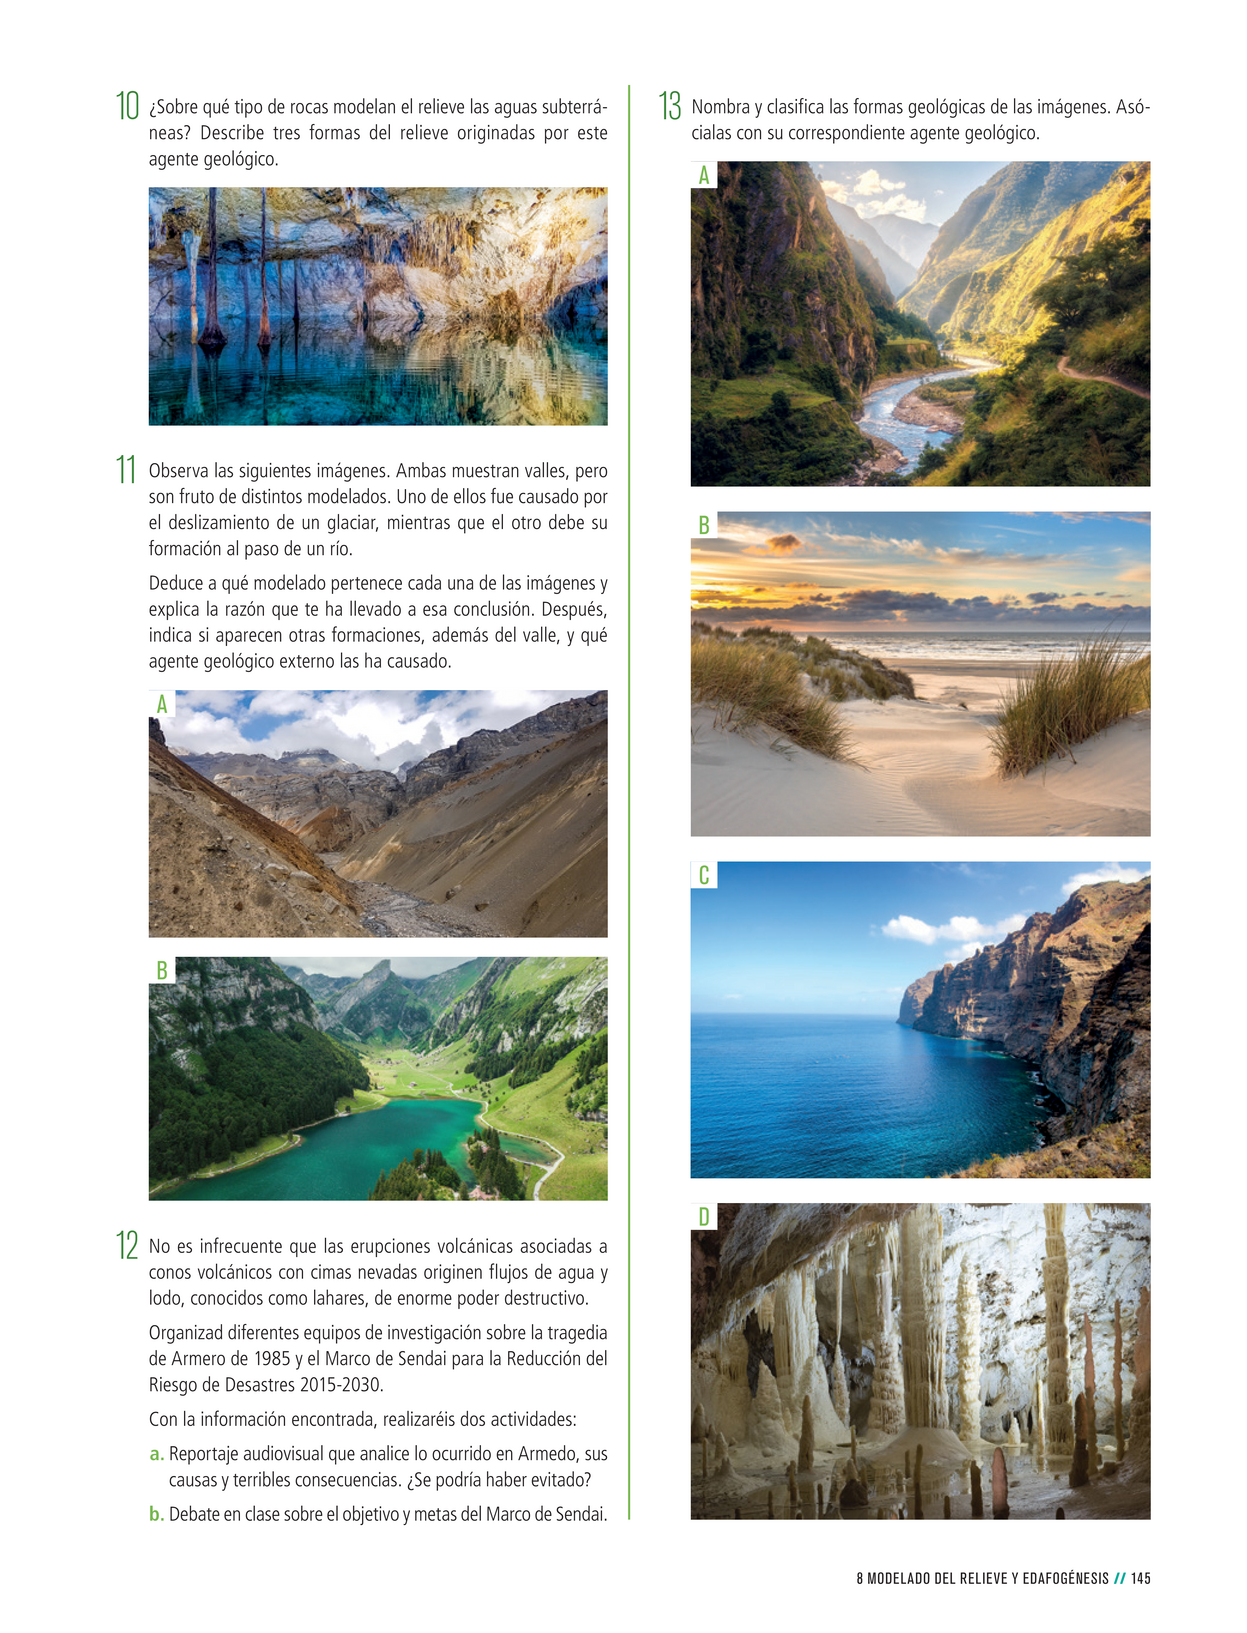 10 ¿Sobre qué tipo de rocas modelan el relieve las aguas subterrá-
neas? Describe tres formas del relieve originadas por este
agente geológico.
11 Observa las siguientes imágenes. Ambas muestran valles, pero
son fruto de distintos modelados. Uno de ellos fue causado por
el deslizamiento de un glaciar, mientras que el otro debe su
formación al paso de un río.
Deduce a qué modelado pertenece cada una de las imágenes y
explica la razón que te ha llevado a esa conclusión. Después,
indica si aparecen otras formaciones, además del valle, y qué
agente geológico externo las ha causado.
A
B
12 No es infrecuente que las erupciones volcánicas asociadas a
conos volcánicos con cimas nevadas originen flujos de agua y
lodo, conocidos como lahares, de enorme poder destructivo.
Organizad diferentes equipos de investigación sobre la tragedia
de Armero de 1985 y el Marco de Sendai para la Reducción del
Riesgo de Desastres 2015-2030.
Con la información encontrada, realizaréis dos actividades:
a. Reportaje audiovisual que analice lo ocurrido en Armedo, sus
causas y terribles consecuencias. ¿Se podría haber evitado?
b. Debate en clase sobre el objetivo y metas del Marco de Sendai.
13 Nombra y clasifica las formas geológicas de las imágenes. Asó-
cialas con su correspondiente agente geológico.
A
B
C
D
8 MODELADO DEL RELIEVE Y EDAFOGÉNESIS // 145